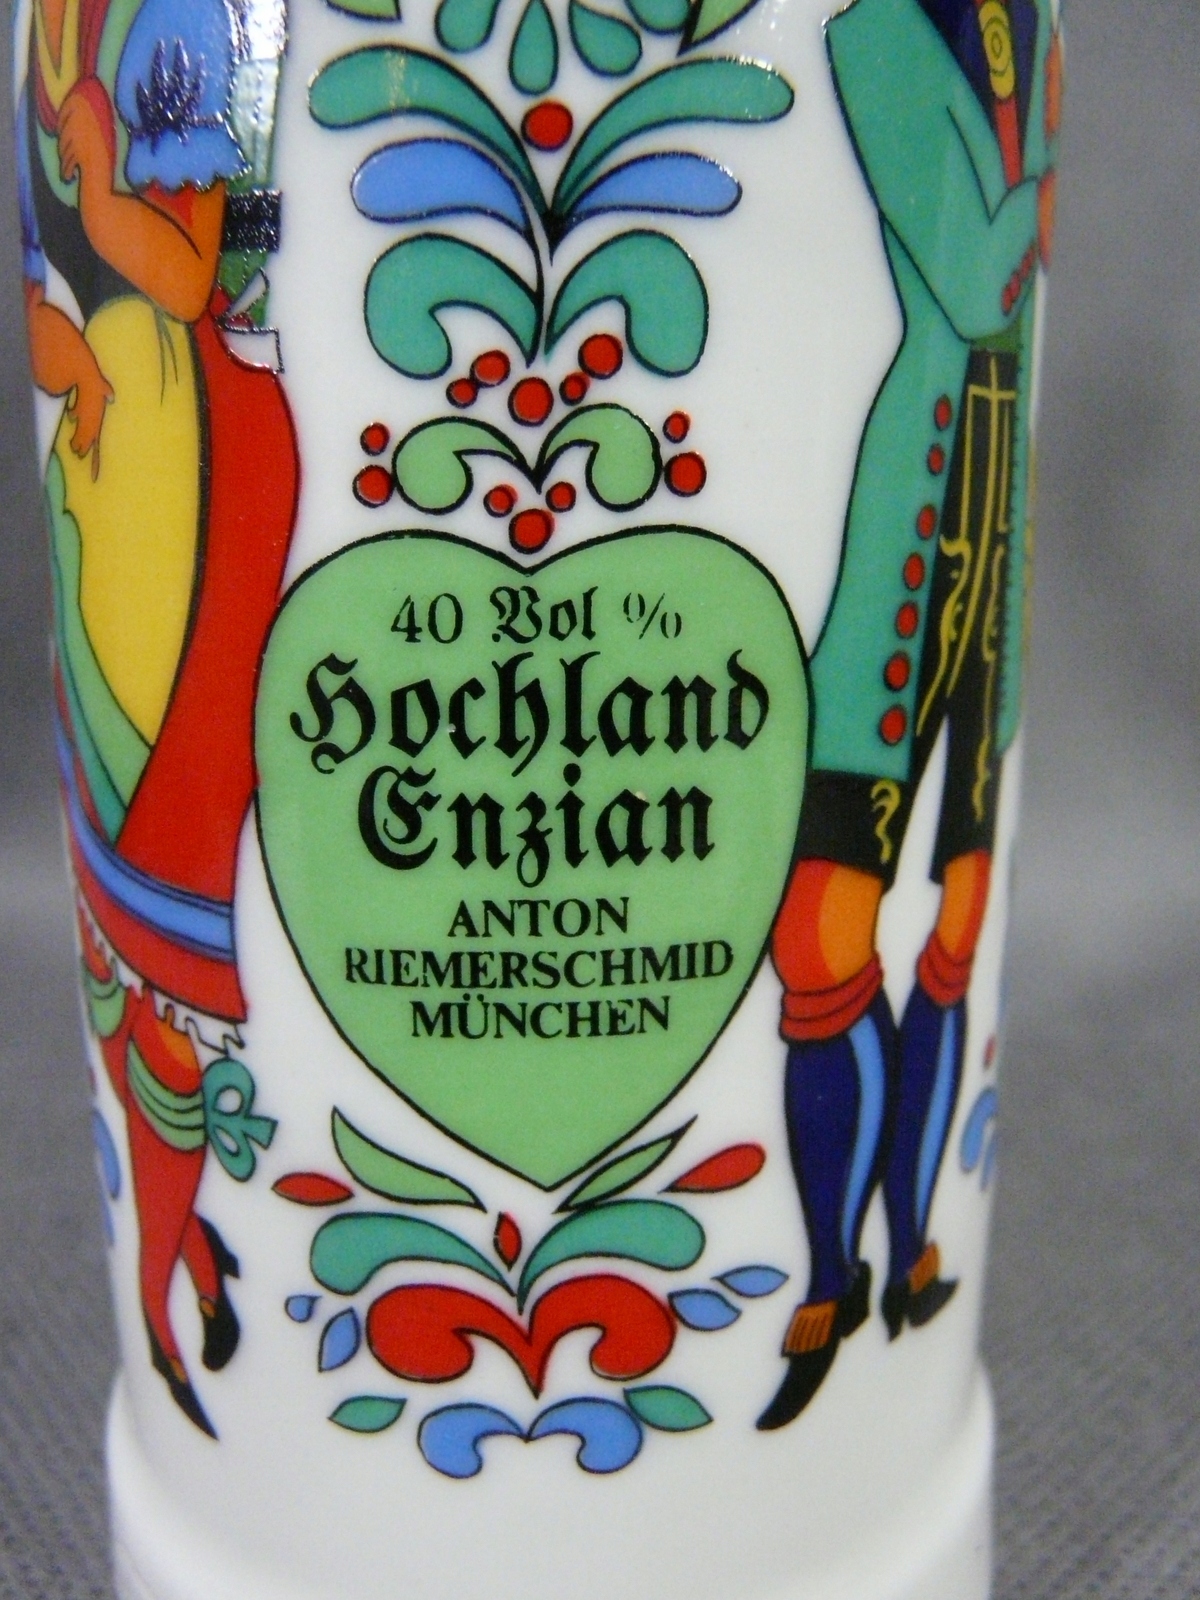 40 Vol %
Hochland
Enzian
ANTON
RIEMERSCHMID
MÜNCHEN